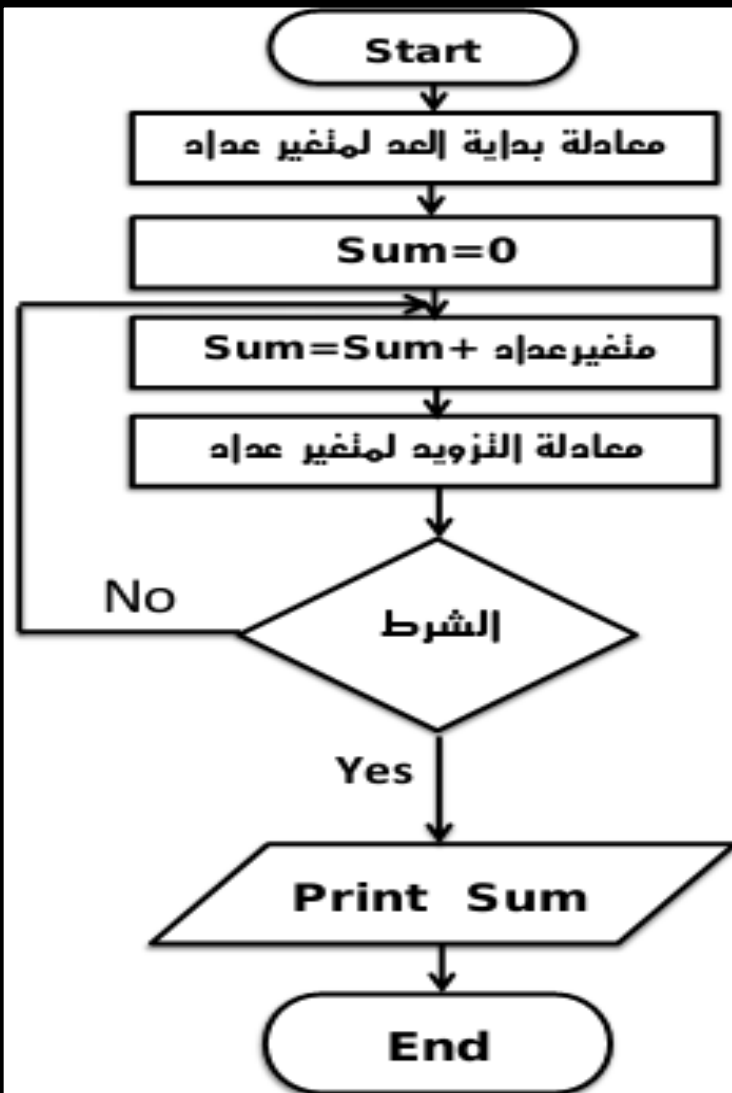 Start
معادلة بداية العد لمتغير عداد
Sum=0
Sum=Sum+ متغيرعداد
معادلة التزويد لمتغير عداد
الشرط
No
Yes
Print Sum
End